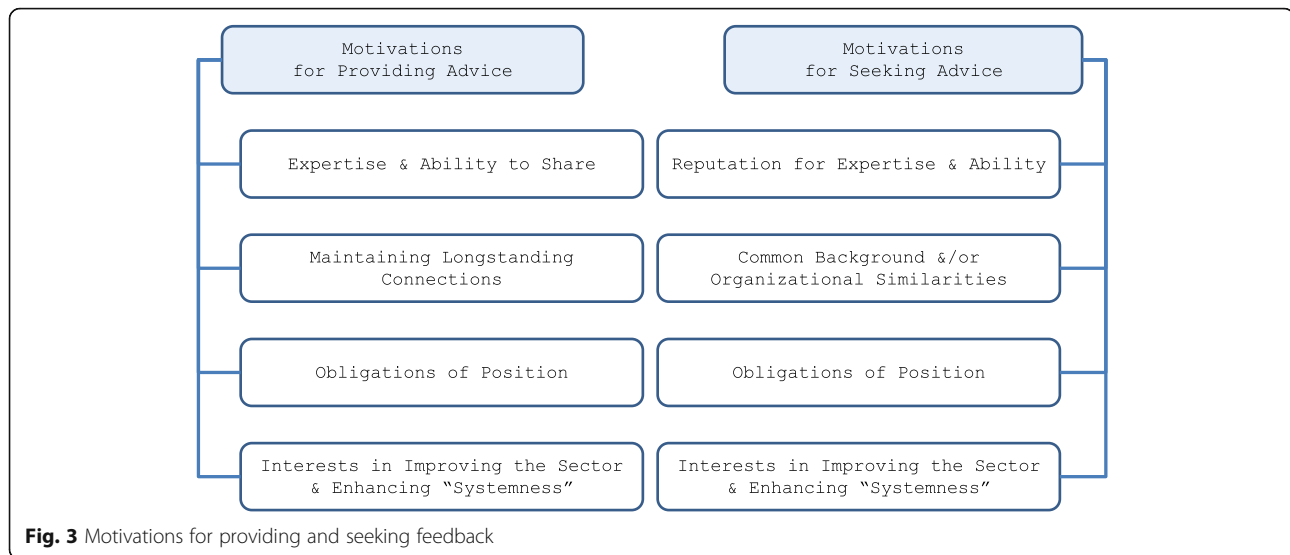 Motivations
for Providing Advice
Motivations
for Seeking Advice
Expertise & Ability to Share
Reputation for Expertise & Ability
Maintaining Longstanding
Connections
Common Background &/or
Organizational Similarities
Obligations of Position
Obligations of Position
Interests in Improving the Sector
& Enhancing “Systemness”
Interests in Improving the Sector
& Enhancing “Systemness”
Fig. 3 Motivations for providing and seeking feedback